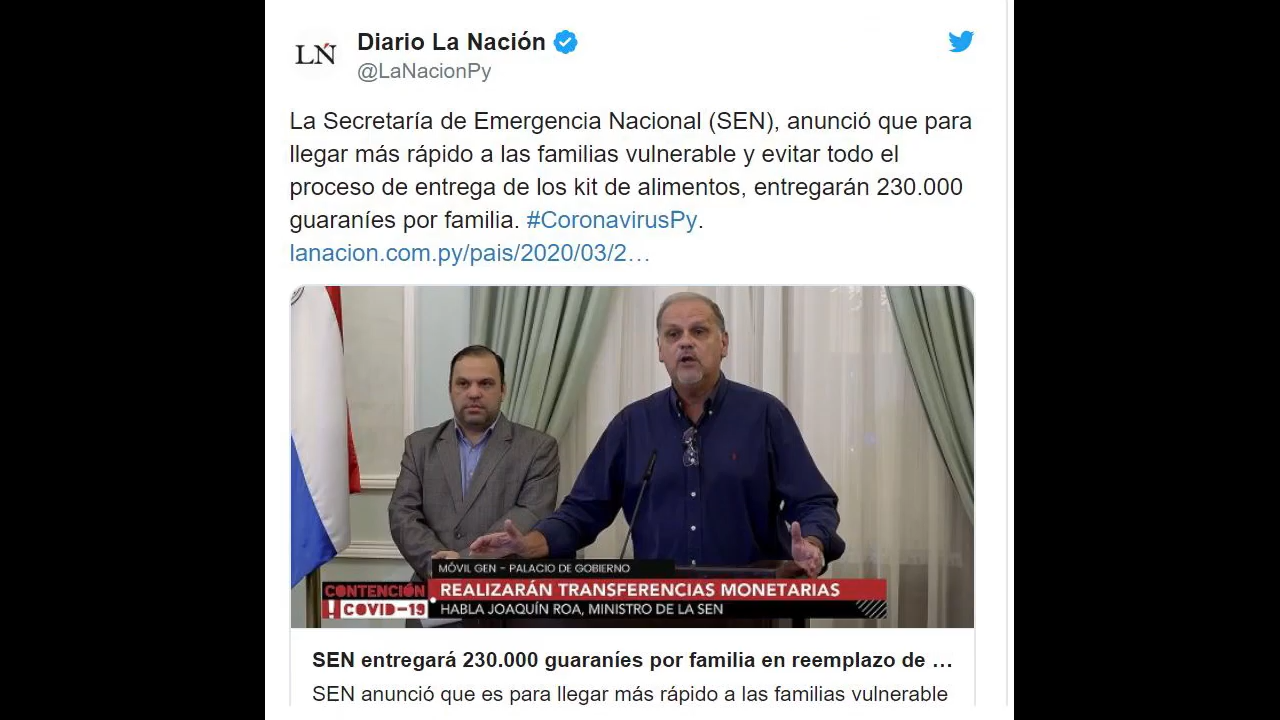 LÑ
Diario La Nación
@LaNacionPy
La Secretaría de Emergencia Nacional (SEN), anunció que para
llegar más rápido a las familias vulnerable y evitar todo el
proceso de entrega de los kit de alimentos, entregarán 230.000
guaraníes por familia. #CoronavirusPy.
lanacion.com.py/pais/2020/03/2…
MÓVIL GEN - PALACIO DE GOBIERNO
CONTENCIÓN
COVID-19
REALIZARÁN TRANSFERENCIAS MONETARIAS
HABLA JOAQUÍN ROA, MINISTRO DE LA SEN
SEN entregará 230.000 guaraníes por familia en reemplazo de …
SEN anunció que es para llegar más rápido a las familias vulnerable